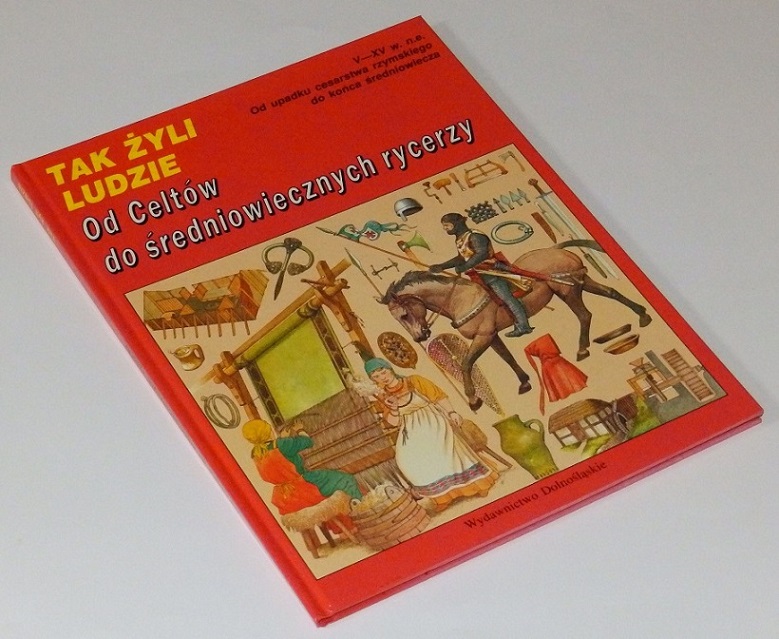 V—XV w. n.e.
Od upadku cesarstwa rzymskiego
do końca średniowiecza
TAK ŻYLI
LUDZIE
Od Celtów
do średniowiecznych rycerzy
Wydawnictwo Dolnośląskie